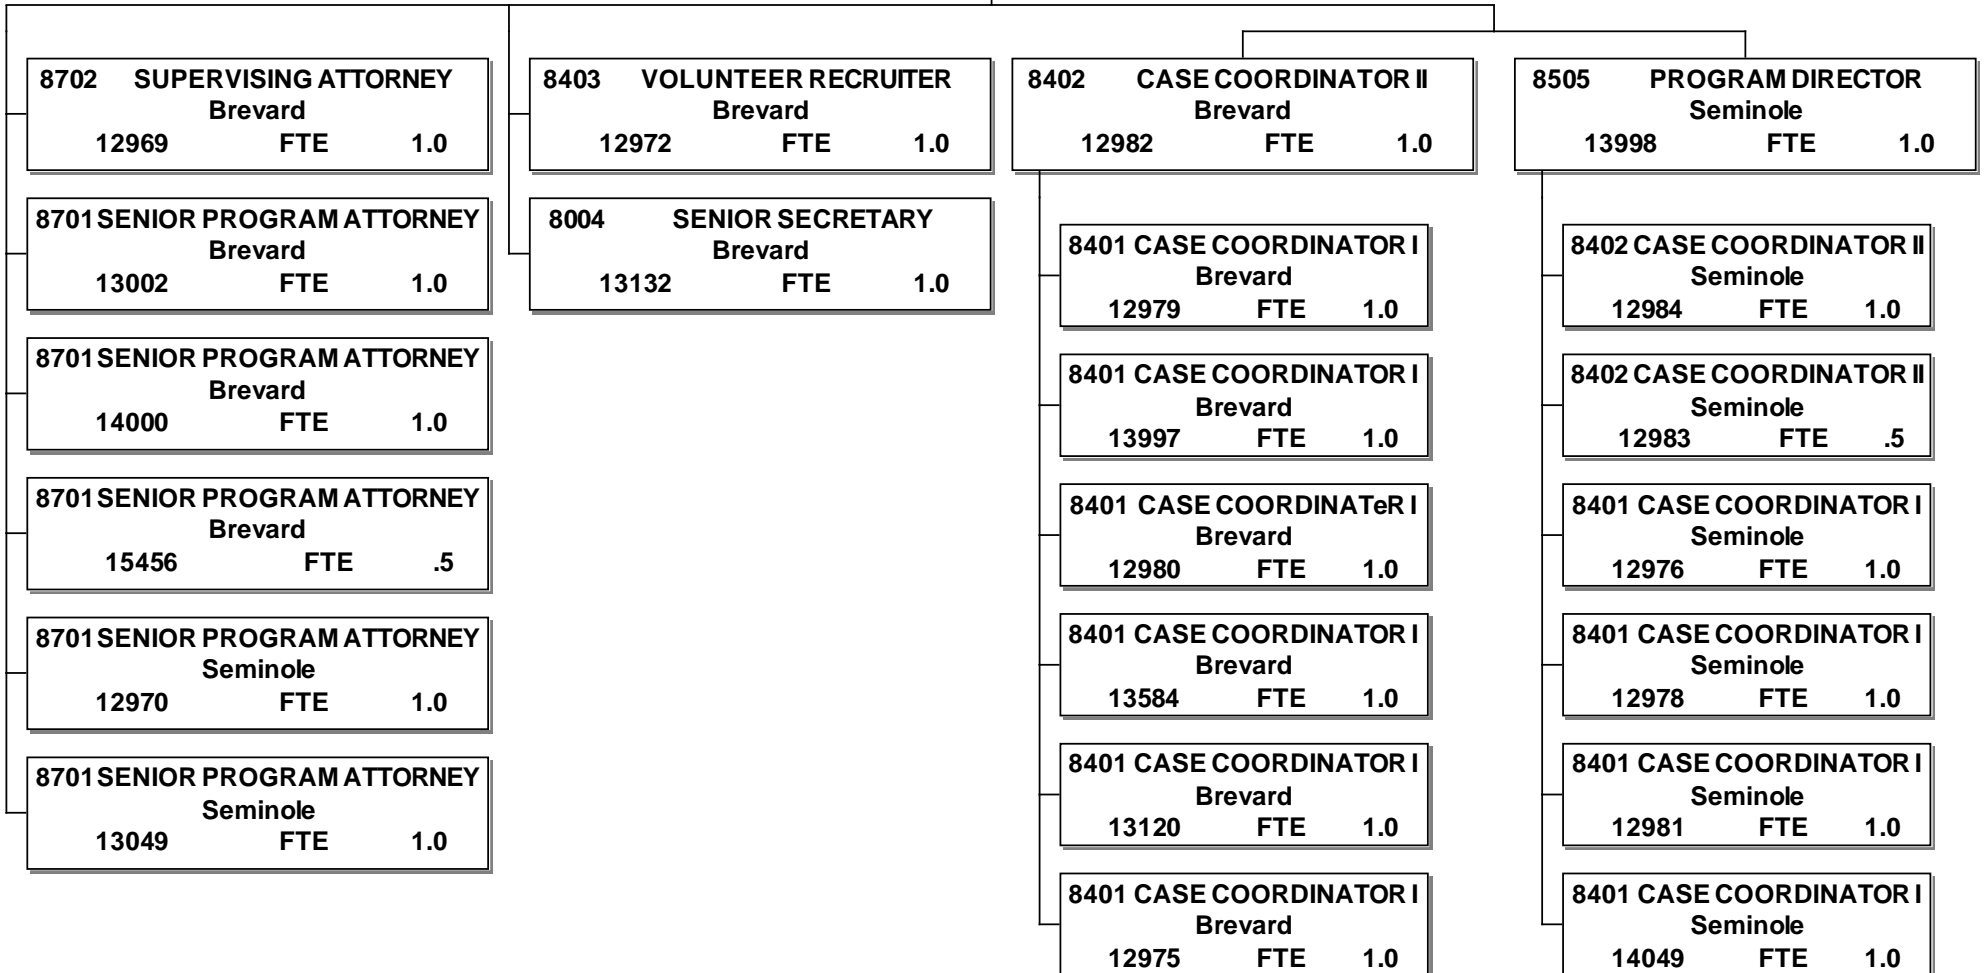 8702 SUPERVISING ATTORNEY
Brevard
12969 FTE 1.0
8701 SENIOR PROGRAM ATTORNEY
Brevard
13002 FTE 1.0
8701 SENIOR PROGRAM ATTORNEY
Brevard
14000 FTE 1.0
8701 SENIOR PROGRAM ATTORNEY
Brevard
15456 FTE .5
8701 SENIOR PROGRAM ATTORNEY
Seminole
12970 FTE 1.0
8701 SENIOR PROGRAM ATTORNEY
Seminole
13049 FTE 1.0
8403 VOLUNTEER RECRUITER
Brevard
12972 FTE 1.0
8004 SENIOR SECRETARY
Brevard
13132 FTE 1.0
8402 CASE COORDINATOR II
Brevard
12982 FTE 1.0
8401 CASE COORDINATOR I
Brevard
12979 FTE 1.0
8401 CASE COORDINATOR I
Brevard
13997 FTE 1.0
8401 CASE COORDINATeR I
Brevard
12980 FTE 1.0
8401 CASE COORDINATOR I
Brevard
13584 FTE 1.0
8401 CASE COORDINATOR I
Brevard
13120 FTE 1.0
8401 CASE COORDINATOR I
Brevard
12975 FTE 1.0
8505 PROGRAM DIRECTOR
Seminole
13998 FTE 1.0
8402 CASE COORDINATOR II
Seminole
12984 FTE 1.0
8402 CASE COORDINATOR II
Seminole
12983 FTE .5
8401 CASE COORDINATOR I
Seminole
12976 FTE 1.0
8401 CASE COORDINATOR I
Seminole
12978 FTE 1.0
8401 CASE COORDINATOR I
Seminole
12981 FTE 1.0
8401 CASE COORDINATOR I
Seminole
14049 FTE 1.0